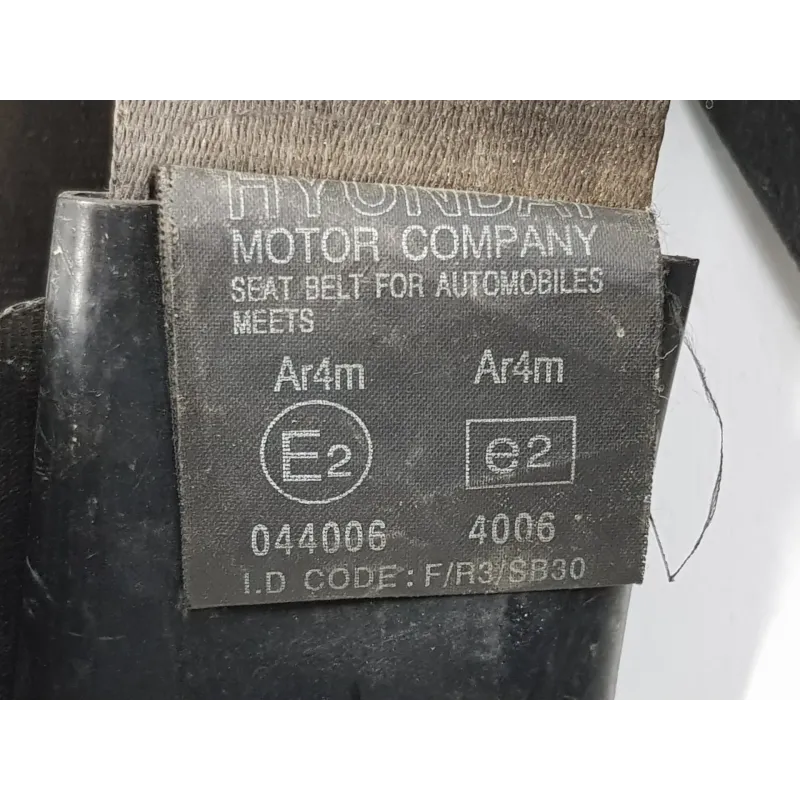 HYUNDAI
MOTOR COMPANY
SEAT BELT FOR AUTOMOBILES
MEETS
Ar4m Ar4m
E2 e2
044006 4006
I.D CODE: F/R3/SB30